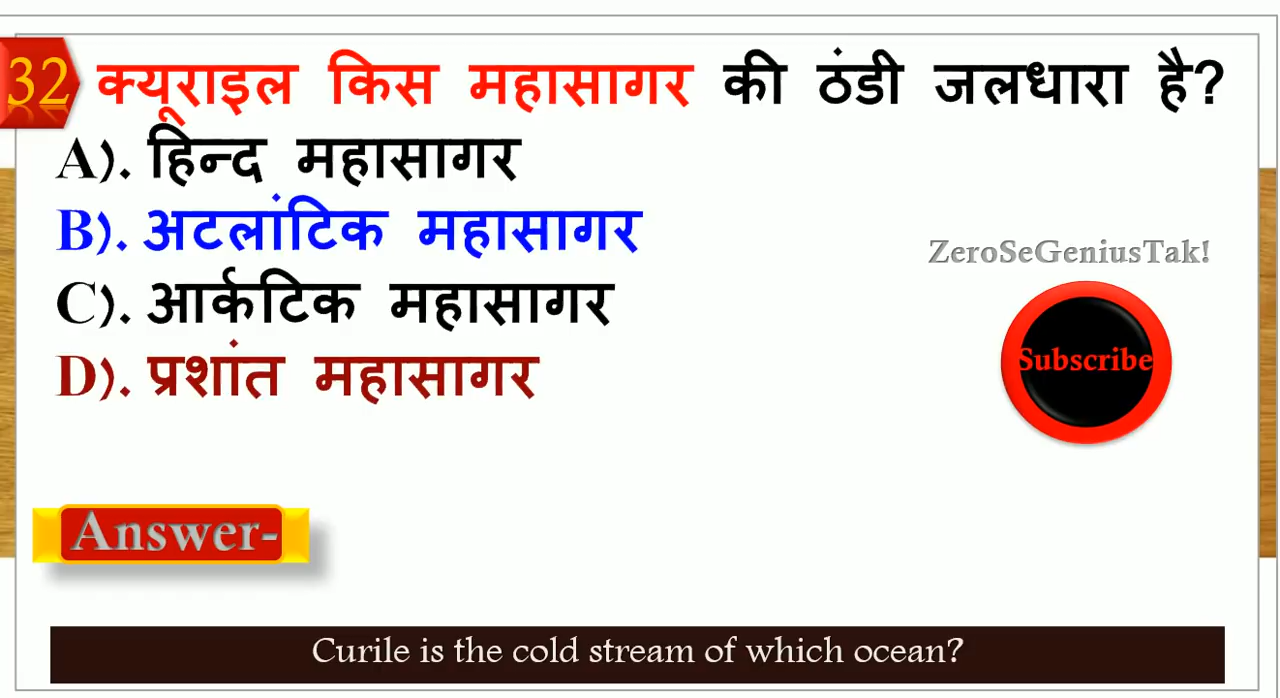 32 क्यूराइल किस महासागर की ठंडी जलधारा है?
A). हिन्द महासागर
B). अटलांटिक महासागर
ZeroSeGeniusTak!
C). आर्कटिक महासागर
Subscribe
D). प्रशांत महासागर
Answer-
Curile is the cold stream of which ocean?